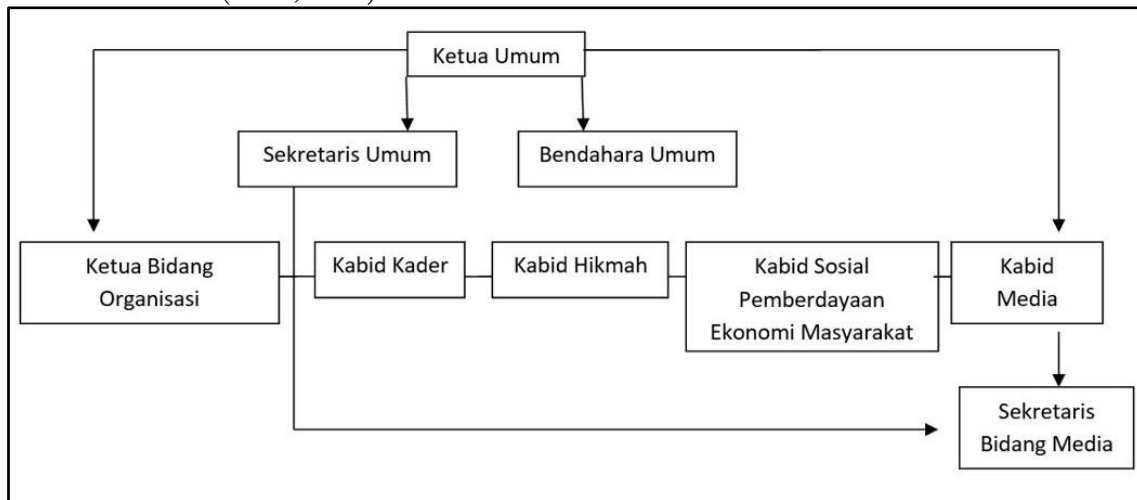 Ketua Umum
Sekretaris Umum
Bendahara Umum
Ketua Bidang
Organisasi
Kabid Kader
Kabid Hikmah
Kabid Sosial
Pemberdayaan
Ekonomi Masyarakat
Kabid
Media
Sekretaris
Bidang Media